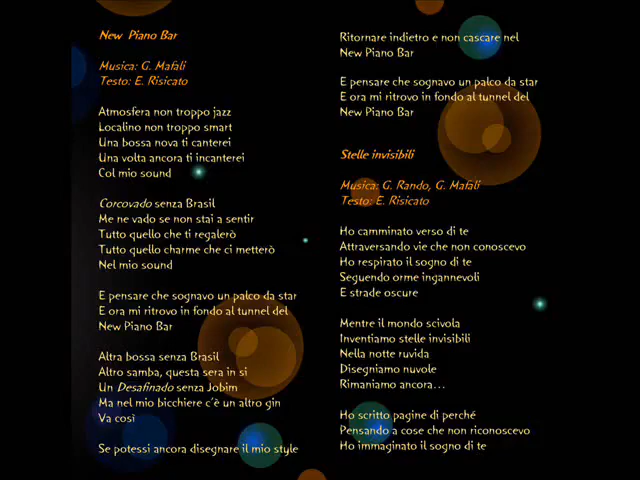 New Piano Bar
Musica: G. Mafali
Testo: E. Risicato
Atmosfera non troppo jazz
Localino non troppo smart
Una bossa nova ti canterei
Una volta ancora ti incanterei
Col mio sound
Corcovado senza Brasil
Me ne vado se non stai a sentir
Tutto quello che ti regalerò
Tutto quello charme che ci metterò
Nel mio sound
E pensare che sognavo un palco da star
E ora mi ritrovo in fondo al tunnel del
New Piano Bar
Altra bossa senza Brasil
Altro samba, questa sera in si
Un Desafinado senza Jobim
Ma nel mio bicchiere c'è un altro gin
Va così
Se potessi ancora disegnare il mio style
Ritornare indietro e non cascare nel
New Piano Bar
E pensare che sognavo un palco da star
E ora mi ritrovo in fondo al tunnel del
New Piano Bar
Stelle invisibili
Musica: G. Rando, G. Mafali
Testo: E. Risicato
Ho camminato verso di te
Attraversando vie che non conoscevo
Ho respirato il sogno di te
Seguendo orme ingannevoli
E strade oscure
Mentre il mondo scivola
Inventiamo stelle invisibili
Nella notte ruvida
Disegniamo nuvole
Rimaniamo ancora...
Ho scritto pagine di perché
Pensando a cose che non riconoscevo
Ho immaginato il sogno di te